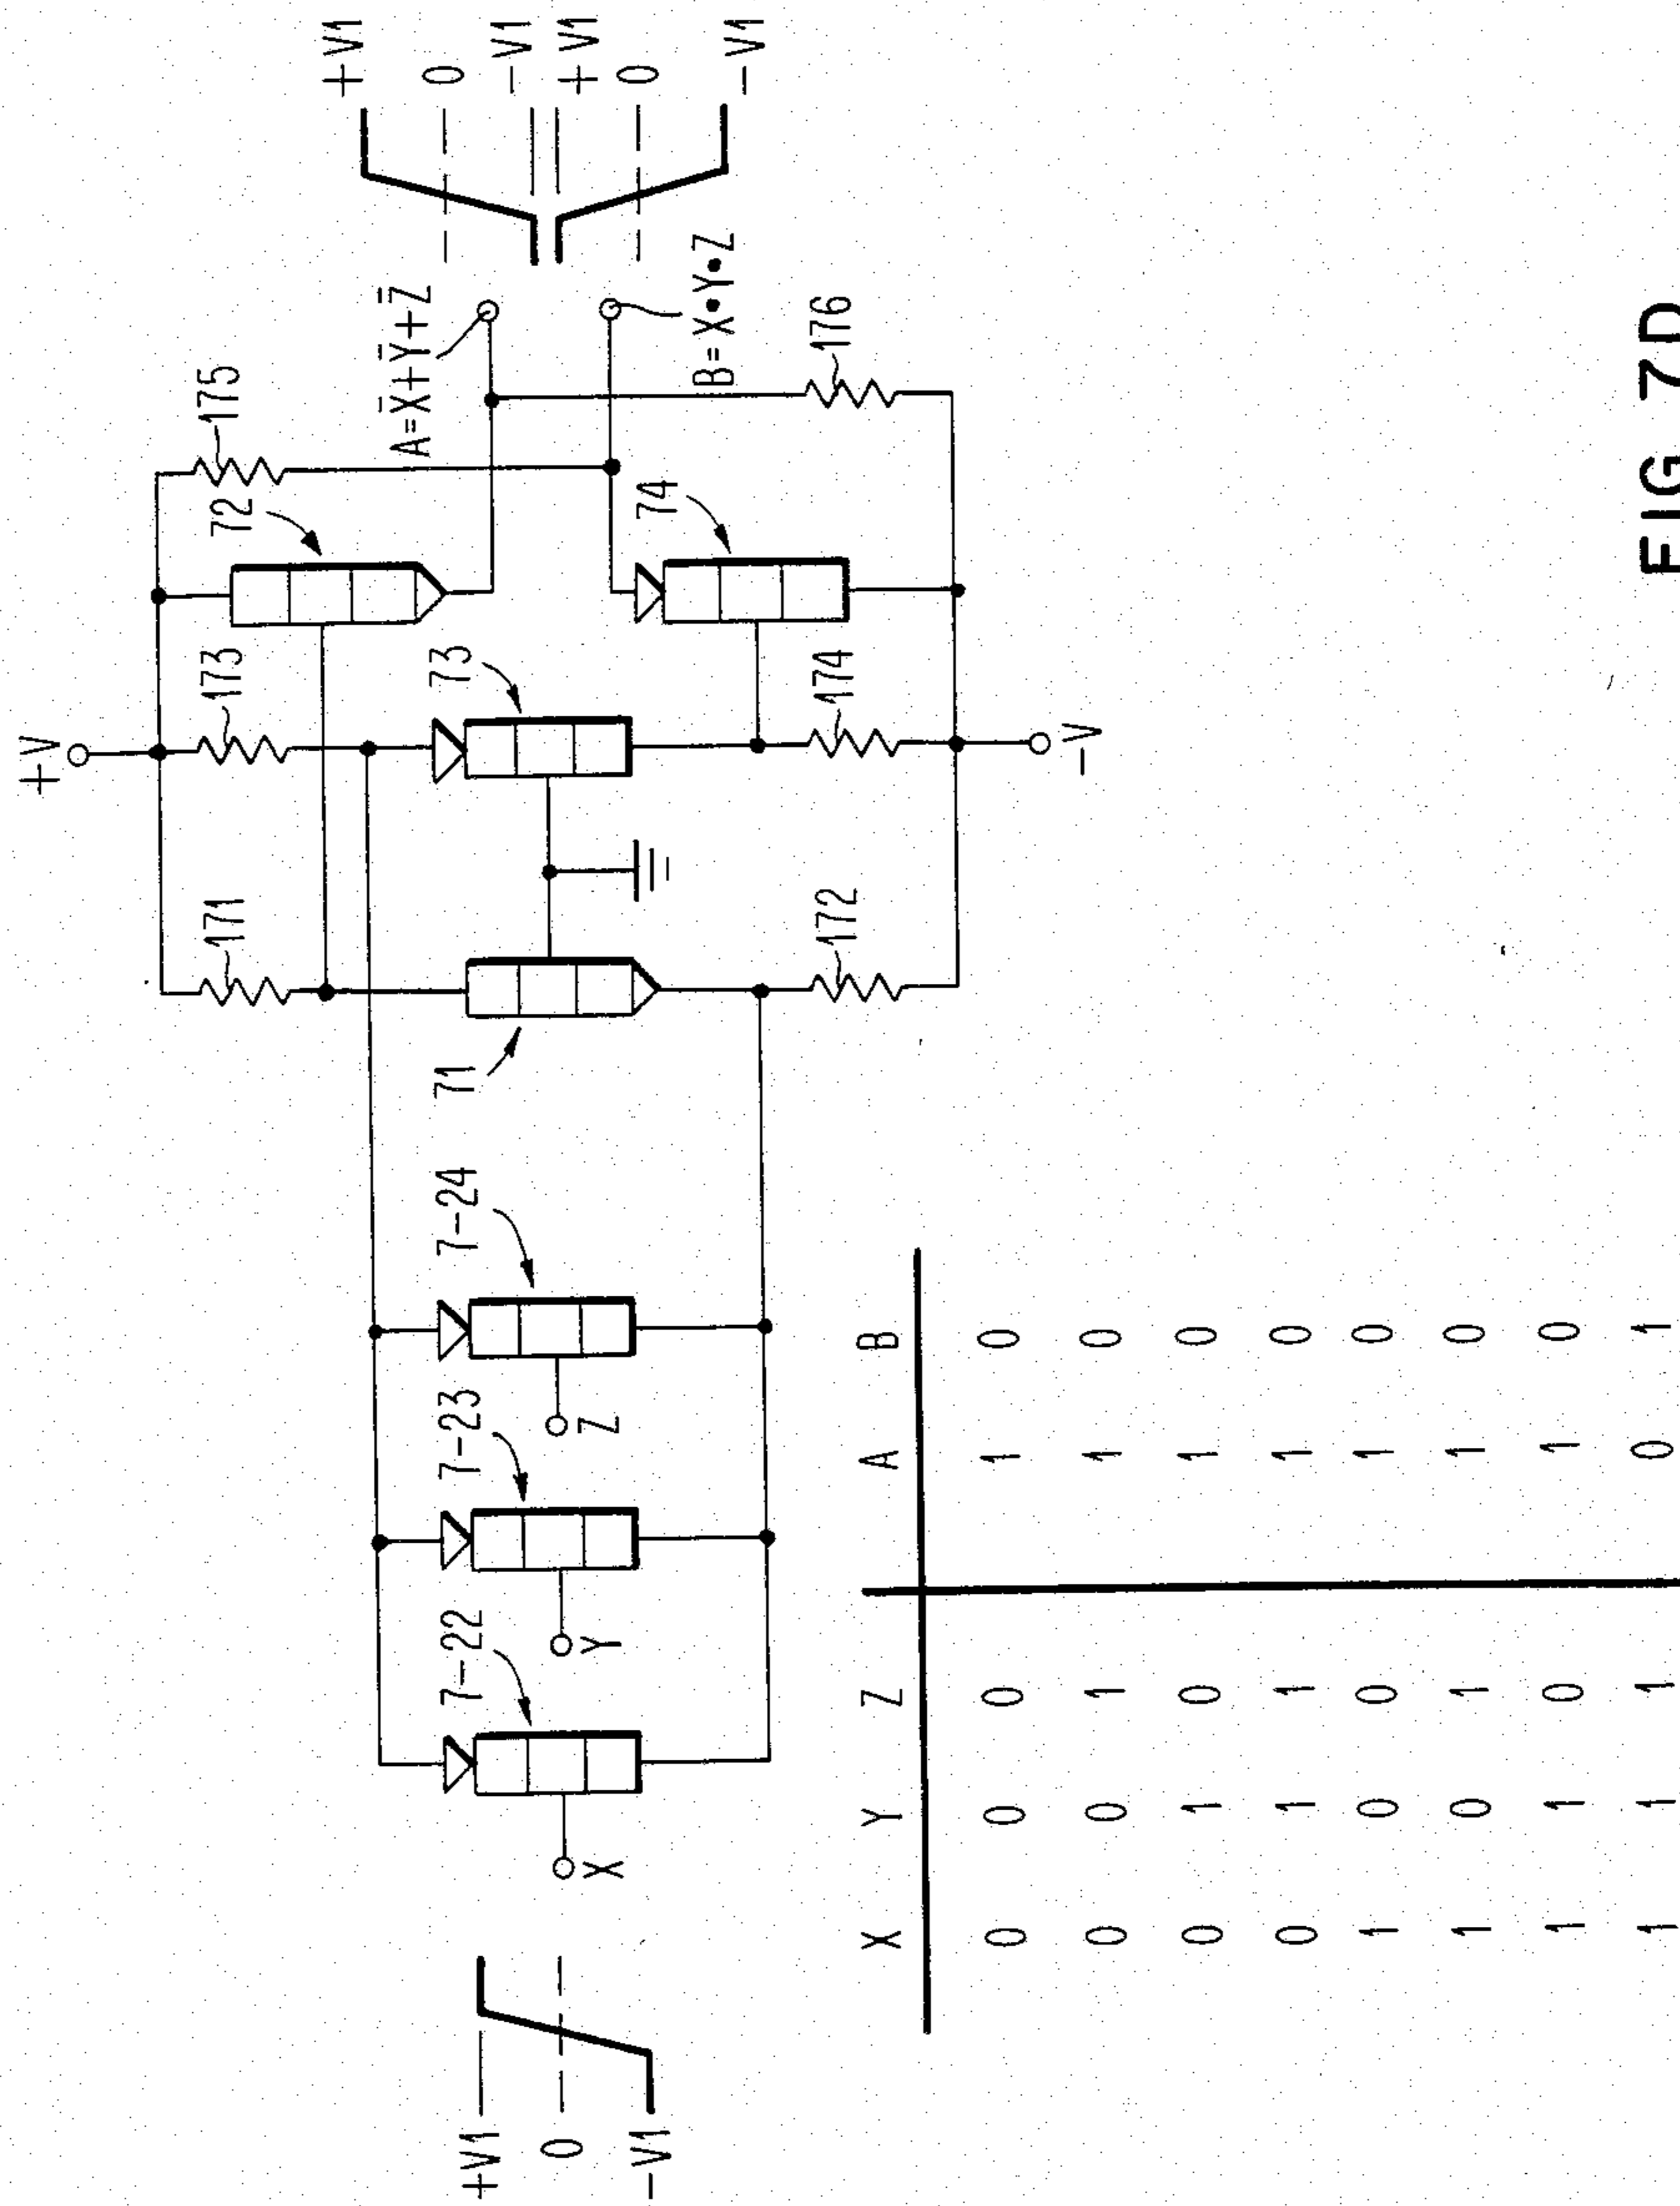 +V
171
173
72
175
A=X̄+Ȳ+Z̄
+V1
0
-V1
+V1
0
-V1
71
73
74
B=X•Y•Z
172
174
176
-V
+V1
0
-V1
7-22
7-23
7-24
X
Y
Z
X Y Z A B
0 0 0 1 0
0 0 1 1 0
0 1 0 1 0
0 1 1 1 0
1 0 0 1 0
1 0 1 1 0
1 1 0 1 0
1 1 1 0 1
FIG 7D